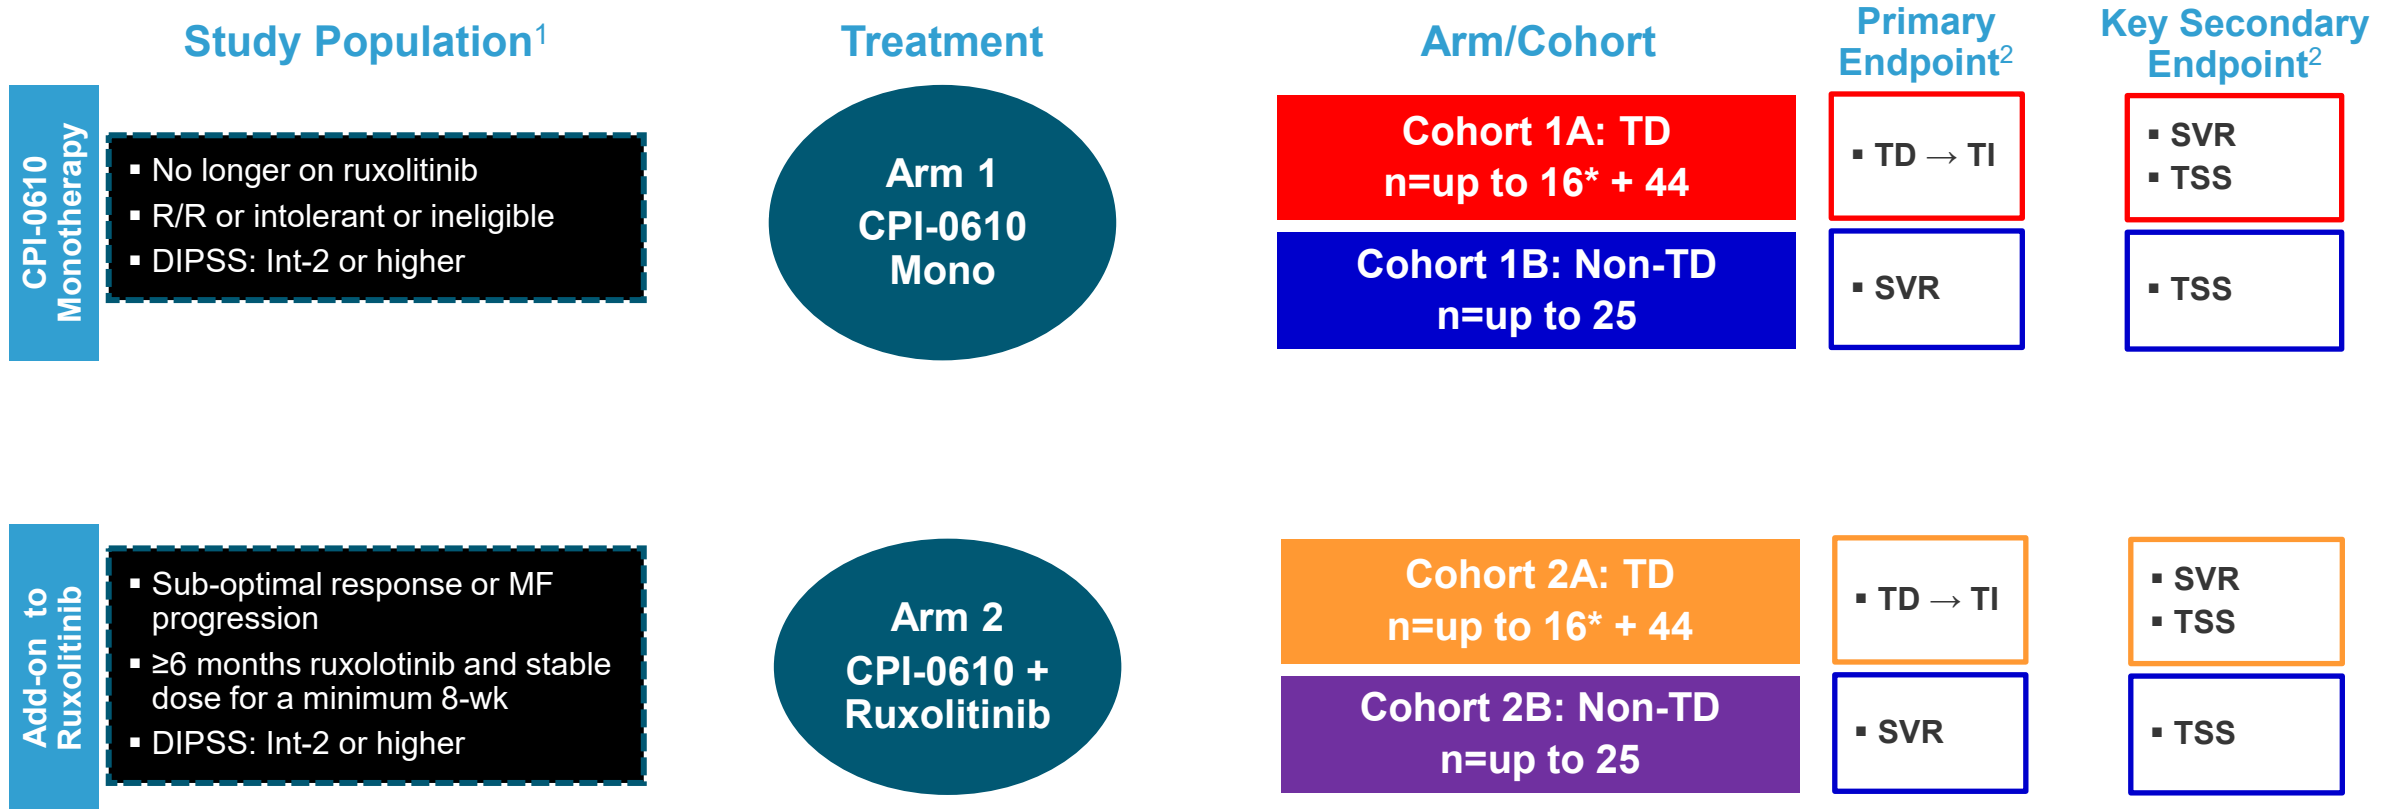 Study Population1
Treatment
Arm/Cohort
Primary
Endpoint2
Key Secondary
Endpoint2
CPI-0610
Monotherapy
▪ No longer on ruxolitinib
▪ R/R or intolerant or ineligible
▪ DIPSS: Int-2 or higher
Arm 1
CPI-0610
Mono
Cohort 1A: TD
n=up to 16* + 44
▪ TD → TI
▪ SVR
▪ TSS
Cohort 1B: Non-TD
n=up to 25
▪ SVR
▪ TSS
Add-on to
Ruxolitinib
▪ Sub-optimal response or MF
progression
▪ ≥6 months ruxolotinib and stable
dose for a minimum 8-wk
▪ DIPSS: Int-2 or higher
Arm 2
CPI-0610 +
Ruxolitinib
Cohort 2A: TD
n=up to 16* + 44
▪ TD → TI
▪ SVR
▪ TSS
Cohort 2B: Non-TD
n=up to 25
▪ SVR
▪ TSS